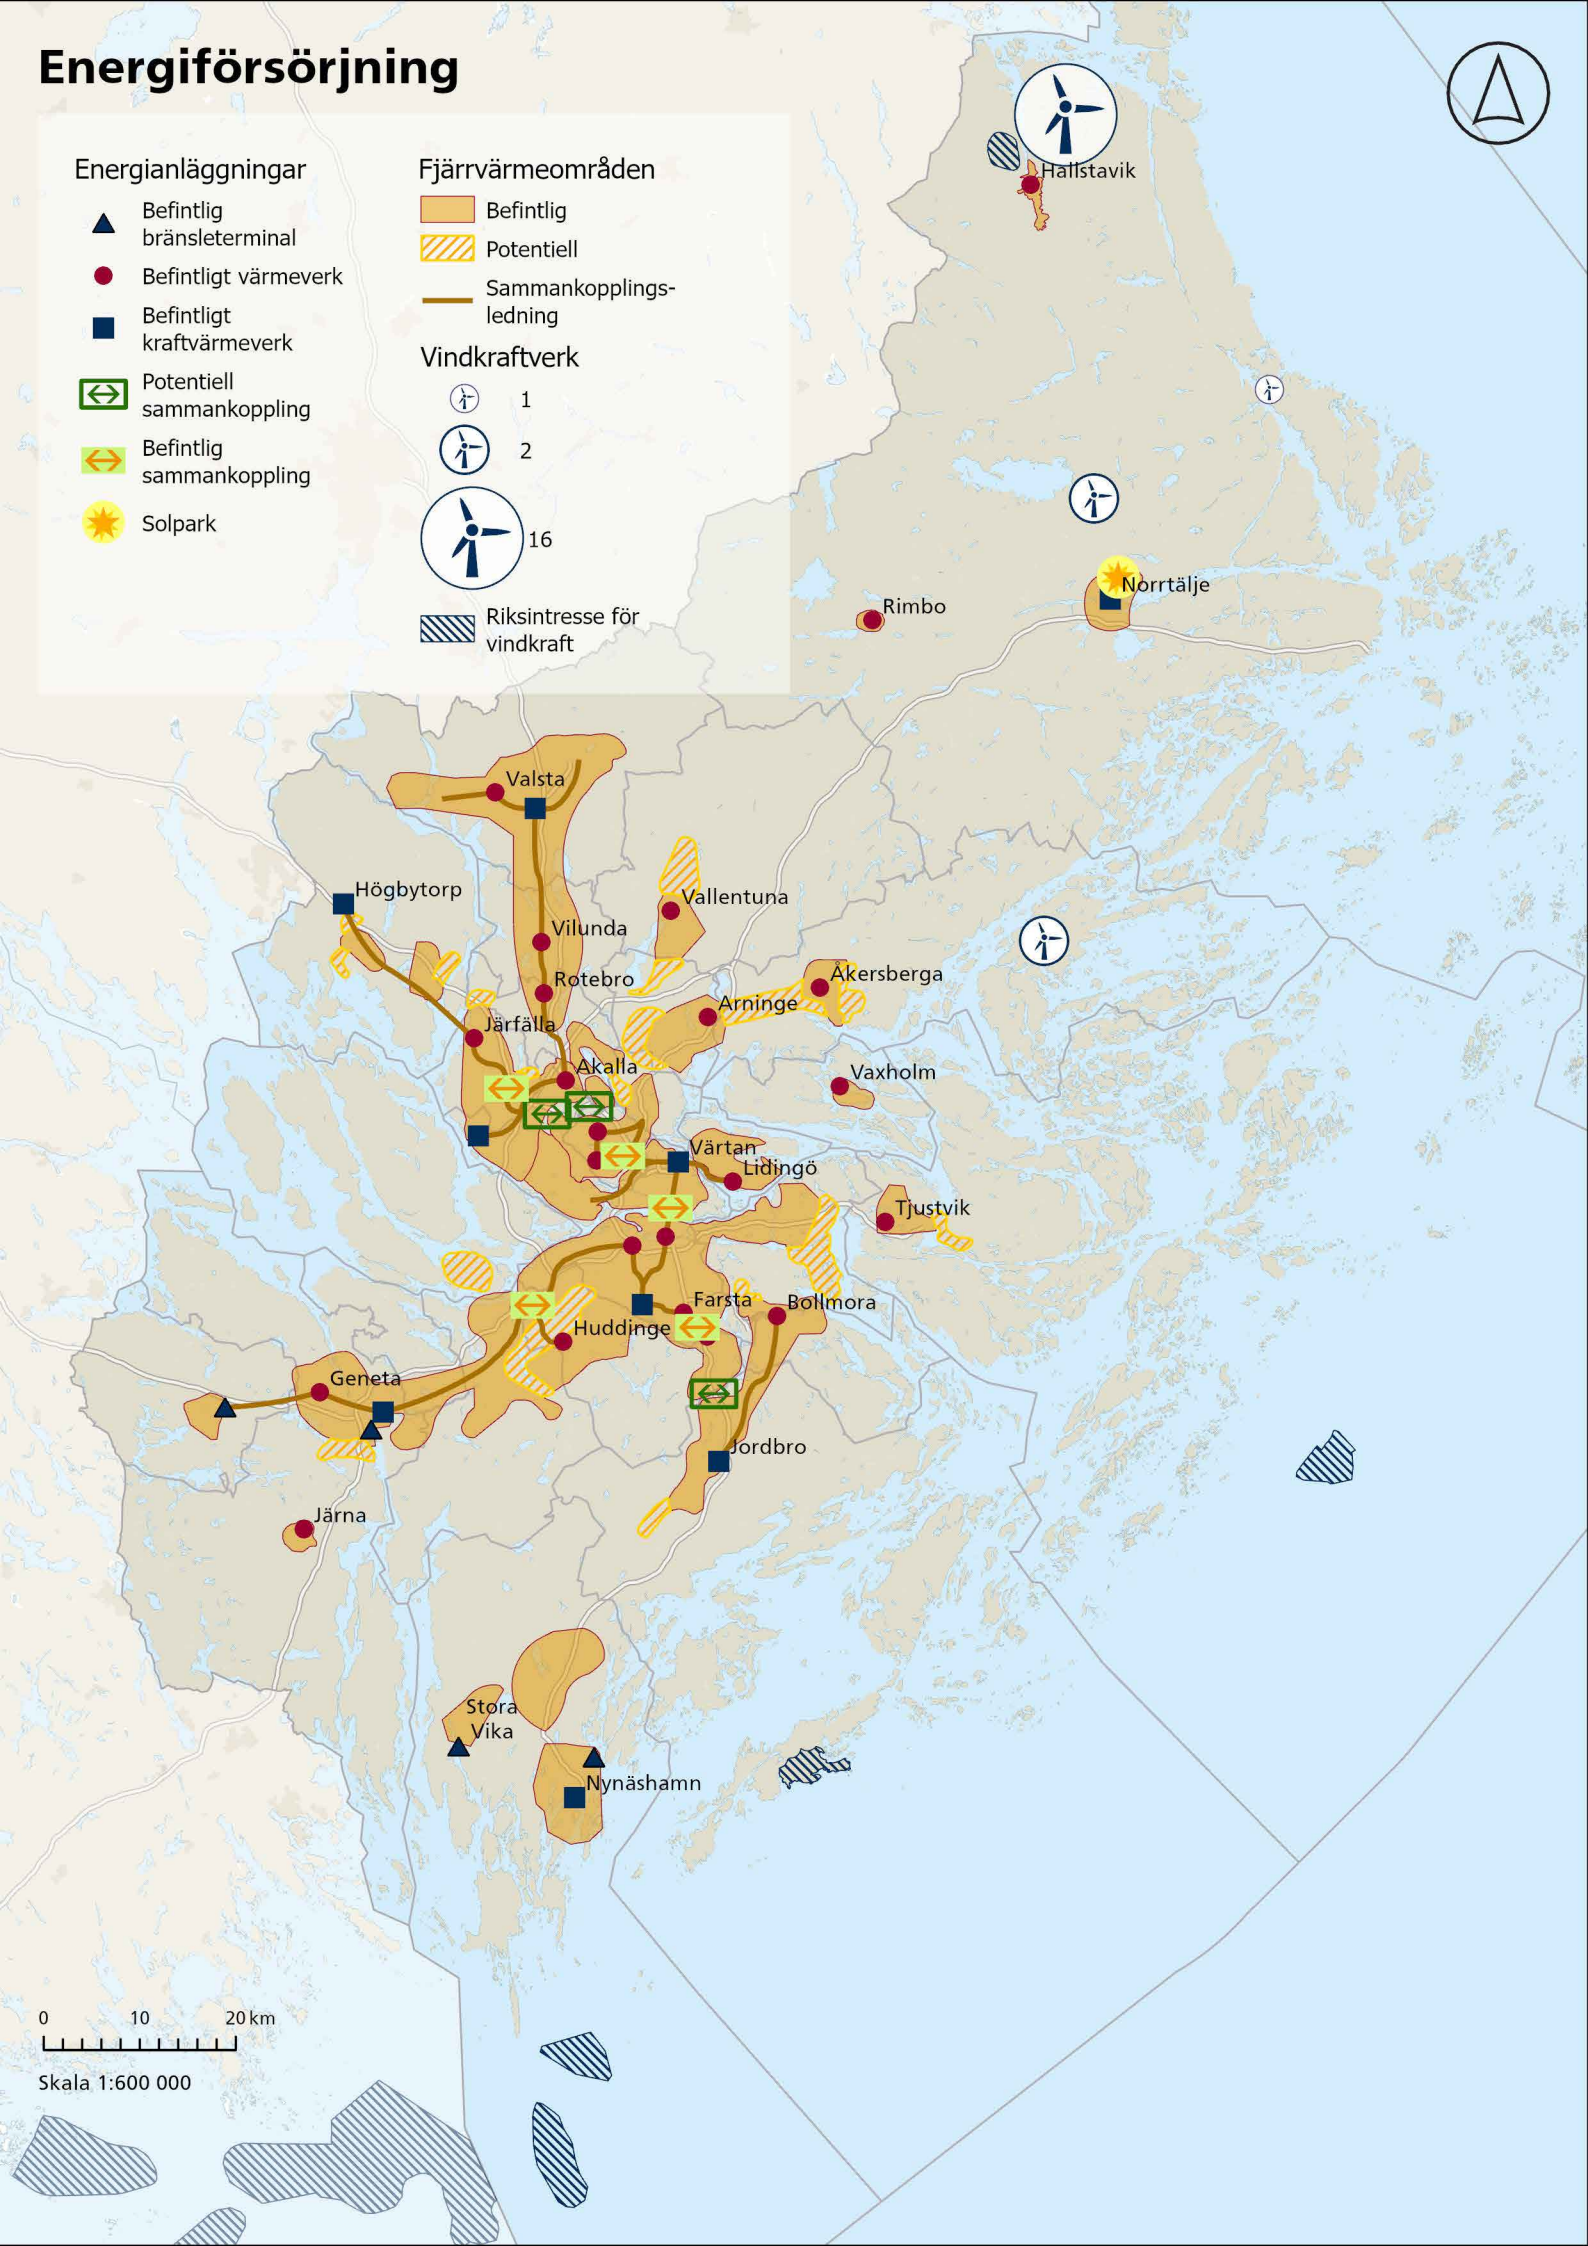 Energiförsörjning
Energianläggningar
Befintlig
bränsleterminal
Befintligt värmeverk
Befintligt
kraftvärmeverk
Potentiell
sammankoppling
Befintlig
sammankoppling
Solpark
Fjärrvärmeområden
Befintlig
Potentiell
Sammankopplings-
ledning
Vindkraftverk
1
2
16
Riksintresse för
vindkraft
Hallstavik
Norrtälje
Rimbo
Valsta
Högbytorp
Vallentuna
Vilunda
Åkersberga
Rotebro
Arninge
Järfälla
Akalla
Vaxholm
Värtan
Lidingö
Tjustvik
Farsta
Bollmora
Huddinge
Geneta
Jordbro
Järna
Stora
Vika
Nynäshamn
0 10 20 km
Skala 1:600 000